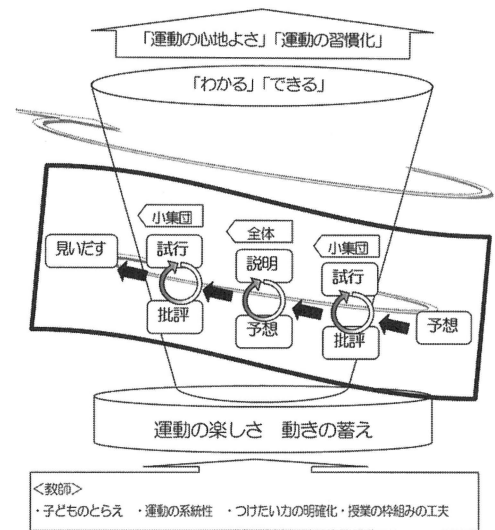 「運動の心地よさ」「運動の習慣化」
「わかる」「できる」
小集団
全体
小集団
見いだす
試行
説明
試行
批評
予想
批評
予想
運動の楽しさ 動きの蓄え
<教師>
・子どものとらえ ・運動の系統性 ・つけたい力の明確化・授業の枠組みの工夫